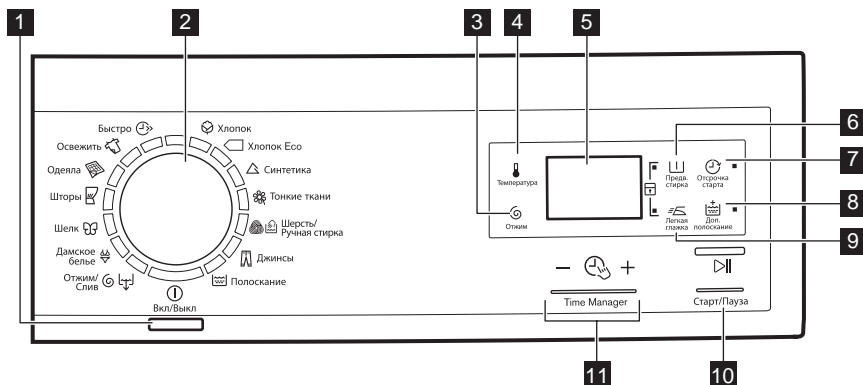 1
2
3
4
5
6
7
8
9
10
11
Быстро
Освежить
Одеяла
Шторы
Шелк
Дамское
белье
Отжим/
Слив
Вкл/Выкл
Хлопок
Хлопок Eco
Синтетика
Тонкие ткани
Шерсть/
Ручная стирка
Джинсы
Полоскание
Температура
Отжим
Предв.
стирка
Отсрочка
старта
Легкая
глажка
Доп.
полоскание
− +
Time Manager
Старт/Пауза